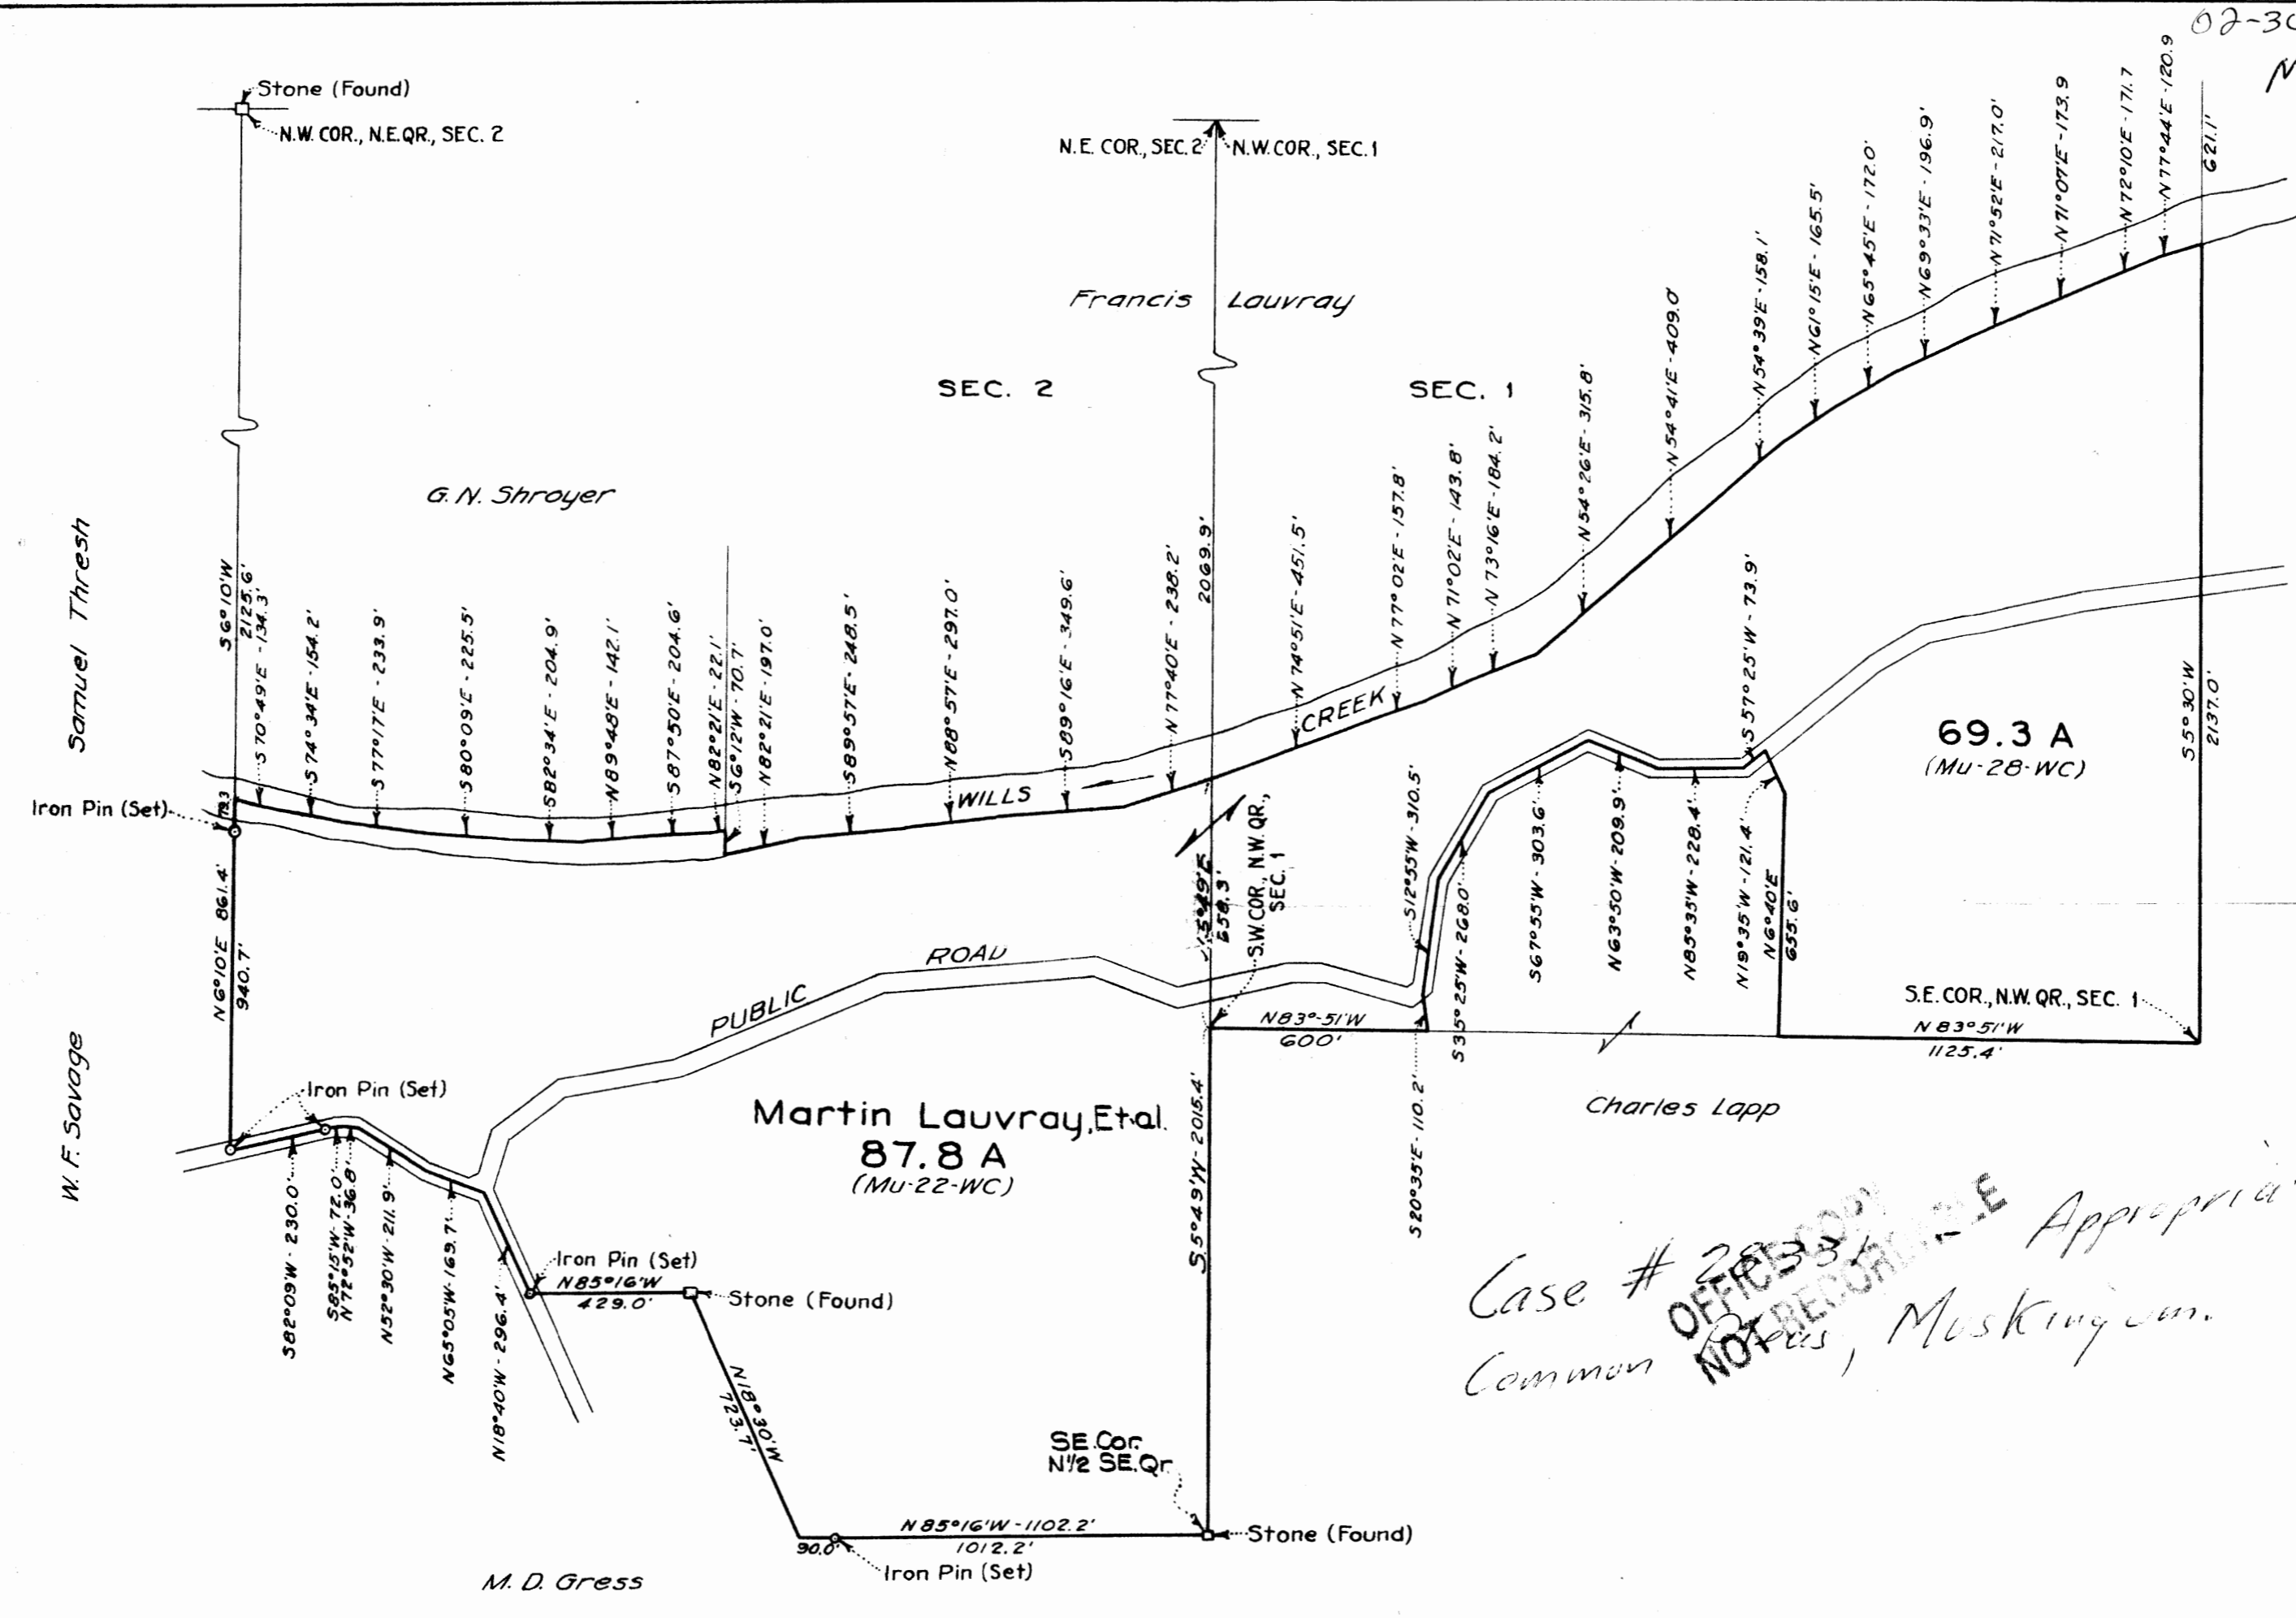 02-30
Stone (Found)
N.W. COR., N.E.QR., SEC. 2
N.E. COR., SEC. 2
N.W. COR., SEC. 1
Francis Lauvray
SEC. 2
SEC. 1
G.N. Shroyer
Samuel Thresh
W.F. Savage
S6°10'W
2125.6'
S70°49'E - 134.3'
S74°34'E - 154.2'
S77°17'E - 233.9'
S80°09'E - 225.5'
S82°34'E - 204.9'
N89°48'E - 142.1'
S87°50'E - 204.6'
N82°21'E - 22.1'
S6°12'W - 70.7'
N82°21'E - 197.0'
S89°57'E - 248.5'
N88°57'E - 297.0'
S89°16'E - 349.6'
N77°40'E - 238.2'
2069.9'
N74°51'E - 451.5'
N77°02'E - 157.8'
N71°02'E - 143.8'
N73°16'E - 184.2'
N54°26'E - 315.8'
N54°41'E - 409.0'
N54°39'E - 158.1'
N61°15'E - 165.5'
N65°45'E - 172.0'
N69°33'E - 196.9'
N71°52'E - 217.0'
N71°07'E - 173.9
N72°10'E - 171.7
N77°44'E - 120.9
621.1'
WILLS CREEK
Iron Pin (Set)
79.3
N6°10'E 861.4'
940.7'
5°49'E
658.3'
S.W. COR., N.W. QR.,
SEC. 1
S12°55'W - 310.5'
S35°25'W - 268.0'
S67°55'W - 303.6'
N63°50'W - 209.9'
N85°35'W - 228.4'
S57°25'W - 73.9'
N19°35'W - 121.4'
N6°40'E
655.6'
69.3 A
(Mu-28-WC)
S5°30'W
2137.0'
S.E. COR., N.W. QR., SEC. 1
N83°51'W
1125.4'
N83°-51'W
600'
S20°35'E - 110.2'
PUBLIC ROAD
Charles Lapp
Iron Pin (Set)
Martin Lauvray, Et.al.
87.8 A
(Mu-22-WC)
S5°49'W - 2015.4'
S82°09'W - 230.0'
S85°15'W - 72.0'
N72°52'W - 36.8'
N52°30'W - 211.9'
N65°05'W - 169.7'
N18°40'W - 296.4'
Iron Pin (Set)
N85°16'W
429.0'
Stone (Found)
N18°30'W
723.7'
SE. Cor.
N1/2 SE. Qr
Stone (Found)
N85°16'W - 1102.2'
90.0'
1012.2'
Iron Pin (Set)
M.D. Gress
Case # Appropria
Common Pleas, Muskingum.
OFFICE COPY
NOT RECORDABLE